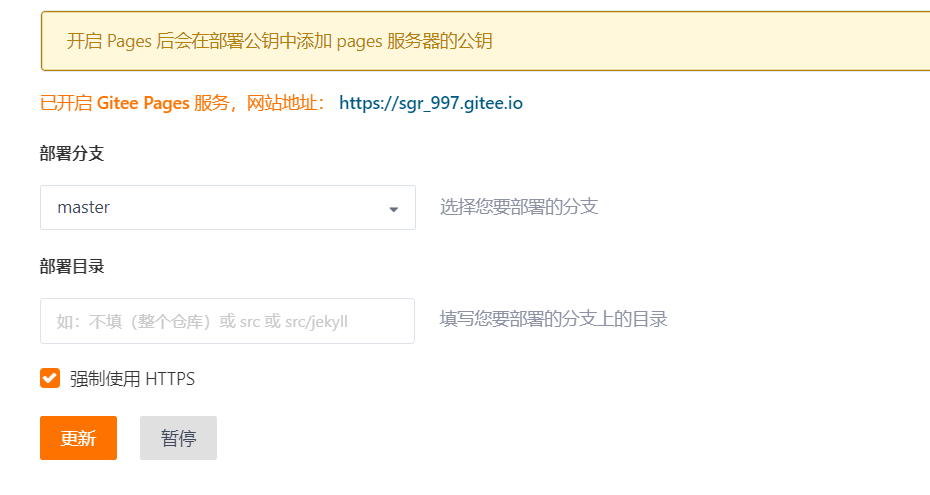 开启 Pages 后会在部署公钥中添加 pages 服务器的公钥
已开启 Gitee Pages 服务，网站地址： https://sgr_997.gitee.io
部署分支
master 选择您要部署的分支
部署目录
如：不填（整个仓库）或 src 或 src/jekyll 填写您要部署的分支上的目录
强制使用 HTTPS
更新 暂停